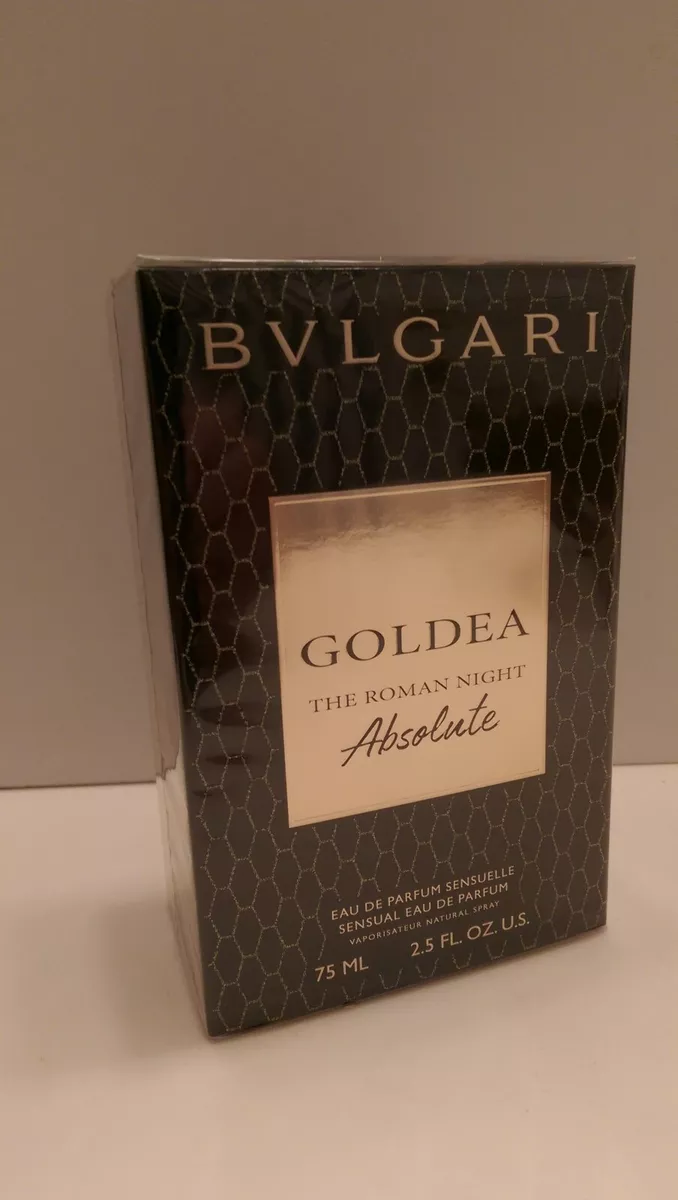 BVLGARI
GOLDEA
THE ROMAN NIGHT
Absolute
EAU DE PARFUM SENSUELLE
SENSUAL EAU DE PARFUM
VAPORISATEUR NATURAL SPRAY
75 ML 2.5 FL. OZ. U.S.